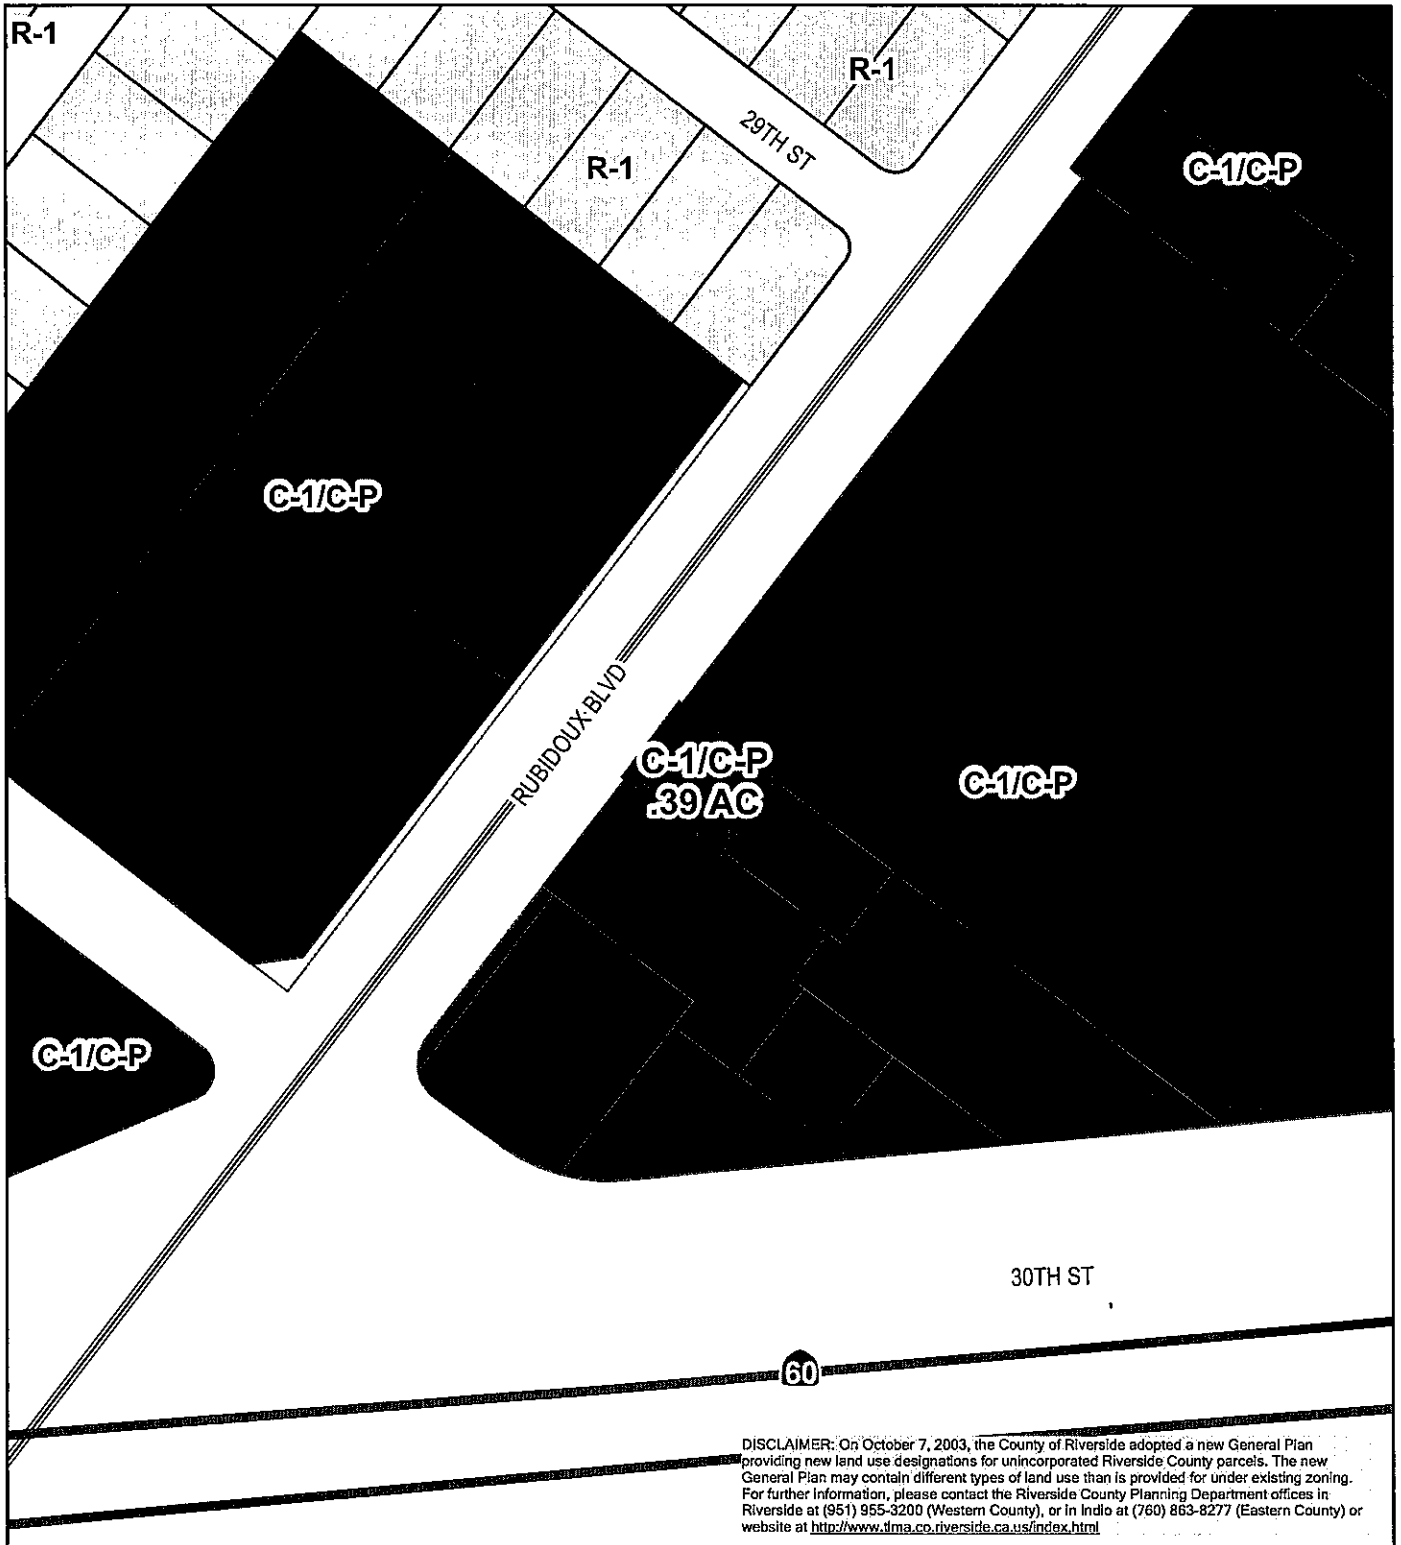 R-1
R-1
29TH ST
R-1
C-1/C-P
C-1/C-P
RUBIDOUX BLVD
C-1/C-P
.39 AC
C-1/C-P
C-1/C-P
30TH ST
60
DISCLAIMER: On October 7, 2003, the County of Riverside adopted a new General Plan
providing new land use designations for unincorporated Riverside County parcels. The new
General Plan may contain different types of land use than is provided for under existing zoning.
For further information, please contact the Riverside County Planning Department offices in
Riverside at (951) 955-3200 (Western County), or in Indio at (760) 863-8277 (Eastern County) or
website at http://www.tlma.co.riverside.ca.us/index.html